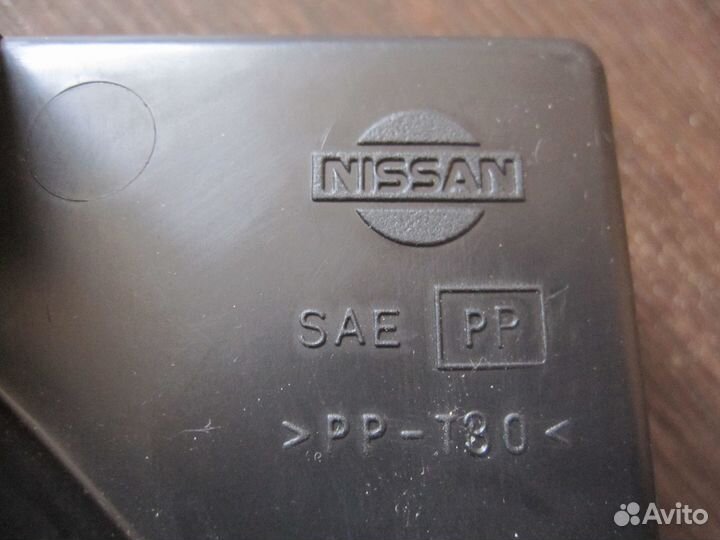 NISSAN
SAE PP
>PP-T30<
Avito